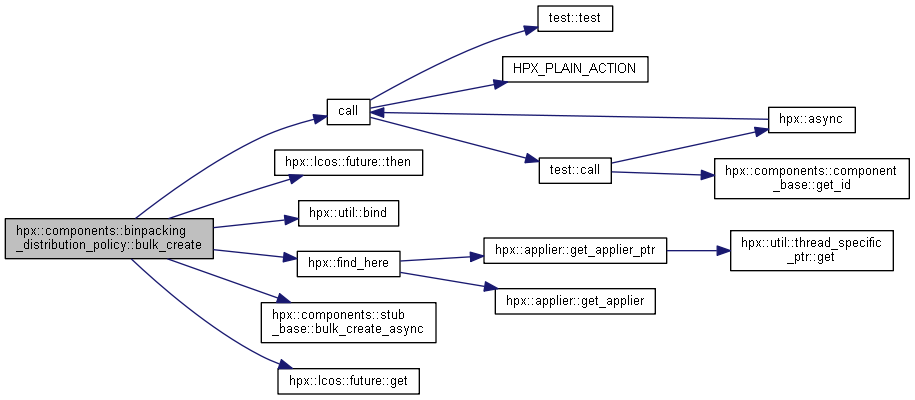 test::test
HPX_PLAIN_ACTION
call
hpx::async
hpx::lcos::future::then
test::call
hpx::components::component
_base::get_id
hpx::util::bind
hpx::components::binpacking
_distribution_policy::bulk_create
hpx::find_here
hpx::applier::get_applier_ptr
hpx::util::thread_specific
_ptr::get
hpx::applier::get_applier
hpx::components::stub
_base::bulk_create_async
hpx::lcos::future::get